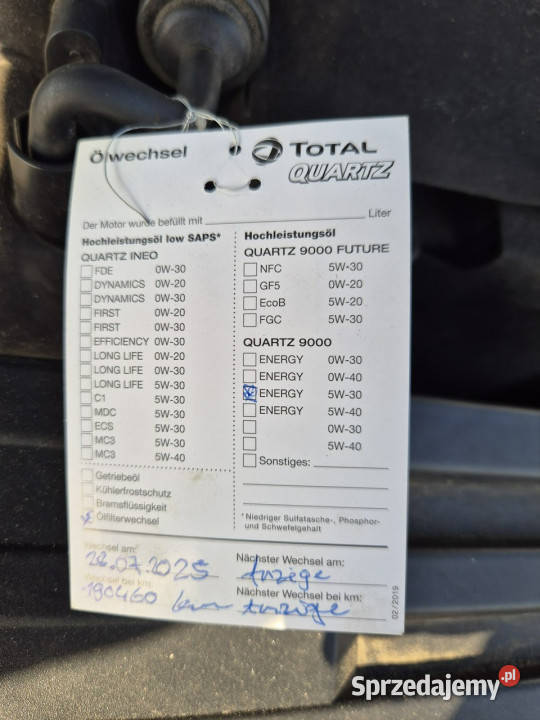 Ölwechsel
TOTAL
QUARTZ
Der Motor wurde befüllt mit Liter
Hochleistungsöl low SAPS*
QUARTZ INEO
FDE 0W-30
DYNAMICS 0W-20
DYNAMICS 0W-30
FIRST 0W-20
FIRST 0W-30
EFFICIENCY 0W-30
LONG LIFE 0W-20
LONG LIFE 0W-30
LONG LIFE 5W-30
C1 5W-30
MDC 5W-30
ECS 5W-30
MC3 5W-30
MC3 5W-40
Getriebeöl
Kühlerfrostschutz
Bremsflüssigkeit
Ölfilterwechsel
Hochleistungsöl
QUARTZ 9000 FUTURE
NFC 5W-30
GF5 0W-20
EcoB 5W-20
FGC 5W-30
QUARTZ 9000
ENERGY 0W-30
ENERGY 0W-40
ENERGY 5W-30
ENERGY 5W-40
0W-30
5W-40
Sonstiges:
* Niedriger Sulfatasche-, Phosphor-
und Schwefelgehalt
Wechsel am: Nächster Wechsel am:
28.07.2025 Anzeige
Wechsel bei km: Nächster Wechsel bei km:
190460 km Anzeige
02/2019
Sprzedajemy.pl